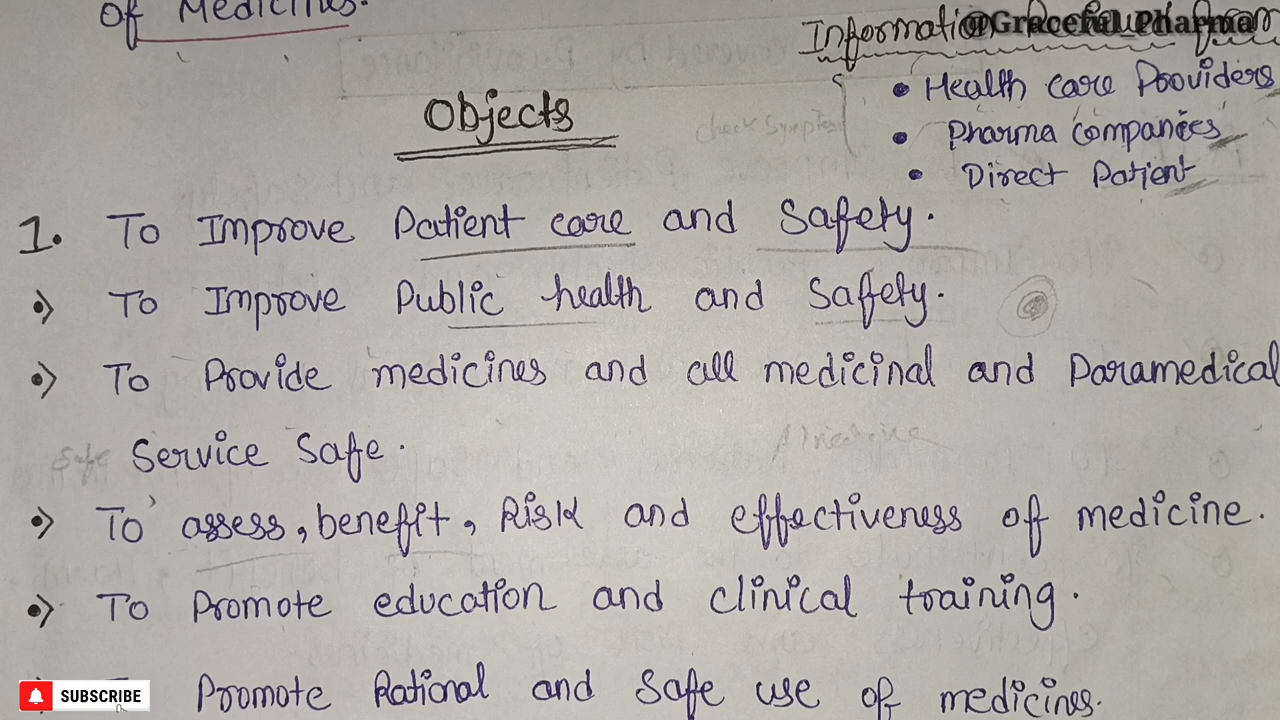 of Medicines.
Information
@Graceful_Pharma
• Health care Providers
• Pharma Companies
• Direct Patient
Objects
1. To Improve Patient care and Safety.
•> To Improve Public health and Safety.
•> To Provide medicines and all medicinal and Paramedical
Service Safe.
•> To assess, benefit, Risk and effectiveness of medicine.
•> To Promote education and clinical training.
Promote Rational and Safe use of medicines.
SUBSCRIBE